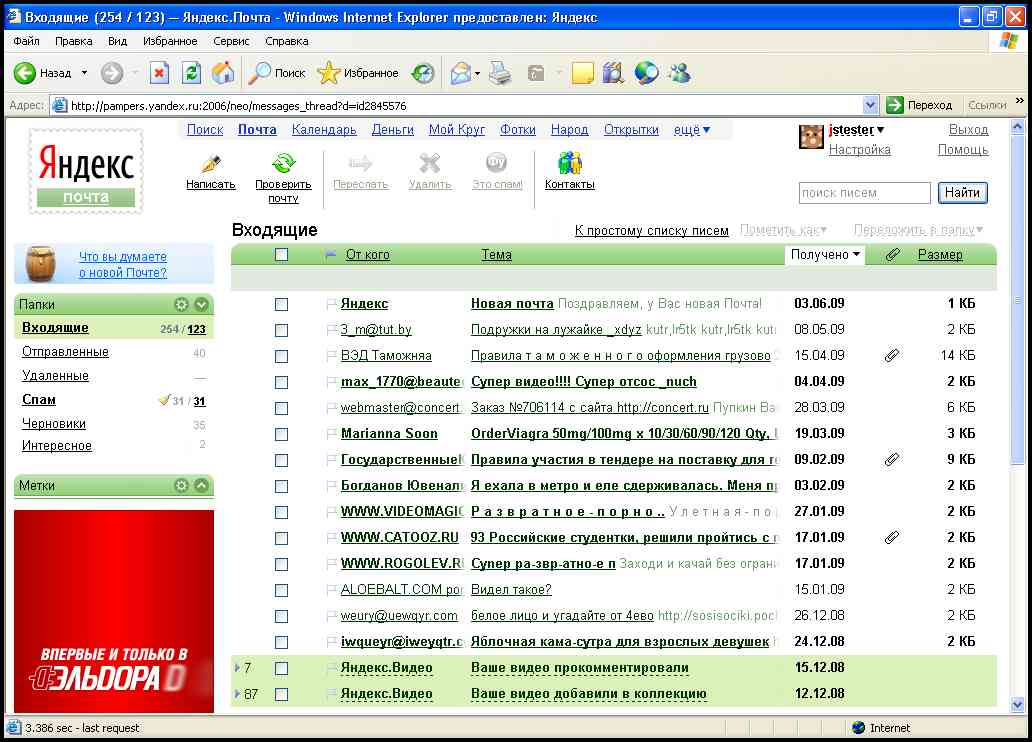 Входящие (254 / 123) — Яндекс.Почта - Windows Internet Explorer предоставлен: Яндекс
Файл Правка Вид Избранное Сервис Справка
Назад Поиск Избранное
Адрес: http://pampers.yandex.ru:2006/neo/messages_thread?d=id2845576 Переход Ссылки »
Поиск Почта Календарь Деньги Мой Круг Фотки Народ Открытки ещё▼
jstester▼ Выход
Настройка Помощь
Яндекс
почта
Написать Проверить почту Переслать Удалить Это спам! Контакты
поиск писем Найти
Входящие К простому списку писем Пометить как▼ Переложить в папку▼
От кого Тема Получено▼ Размер
Что вы думаете
о новой Почте?
Папки
Входящие 254 / 123
Отправленные 40
Удаленные —
Спам 31 / 31
Черновики 35
Интересное 2
Метки
ВПЕРВЫЕ И ТОЛЬКО В
ЭЛЬДОРАДО
Яндекс Новая почта Поздравляем, у Вас новая Почта! 03.06.09 1 КБ
3_m@tut.by Подружки на лужайке _xdyz kutr,lr5tk kutr,lr5tk kuti 08.05.09 2 КБ
ВЭД Таможняа Правила т а м о ж е н н о г о оформления грузово 15.04.09 14 КБ
max_1770@beaute Супер видео!!!! Супер отсос _nuch 04.04.09 2 КБ
webmaster@concert. Заказ №706114 с сайта http://concert.ru Пупкин Ва 28.03.09 6 КБ
Marianna Soon OrderViagra 50mg/100mg x 10/30/60/90/120 Qty, 19.03.09 3 КБ
Государственные Правила участия в тендере на поставку для 09.02.09 9 КБ
Богданов Ювенал Я ехала в метро и еле сдерживалась. Меня п 03.02.09 2 КБ
WWW.VIDEOMAGI Р а з в р а т н о е - п о р н о .. У л е т н а я - п о 27.01.09 2 КБ
WWW.CATOOZ.RU 93 Российские студентки, решили пройтись с 17.01.09 2 КБ
WWW.ROGOLEV.R Супер ра-звр-атно-е п Заходи и качай без ограни 17.01.09 2 КБ
ALOEBALT.COM por Видел такое? 15.01.09 2 КБ
weury@uewqyr.com белое лицо и угадайте от 4ево http://sosisociki.poc 26.12.08 2 КБ
iwqueyr@iweyqtr.c Яблочная кама-сутра для взрослых девушек 24.12.08 2 КБ
7 Яндекс.Видео Ваше видео прокомментировали 15.12.08
87 Яндекс.Видео Ваше видео добавили в коллекцию 12.12.08
3.386 sec - last request Internet